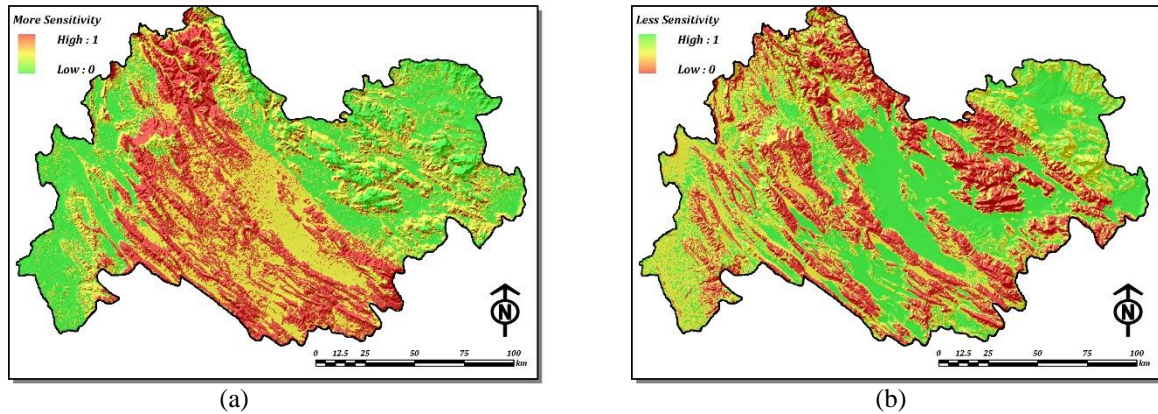 More Sensitivity
High : 1
Low : 0
N
0 12.5 25 50 75 100
km
(a)
Less Sensitivity
High : 1
Low : 0
N
0 12.5 25 50 75 100
km
(b)